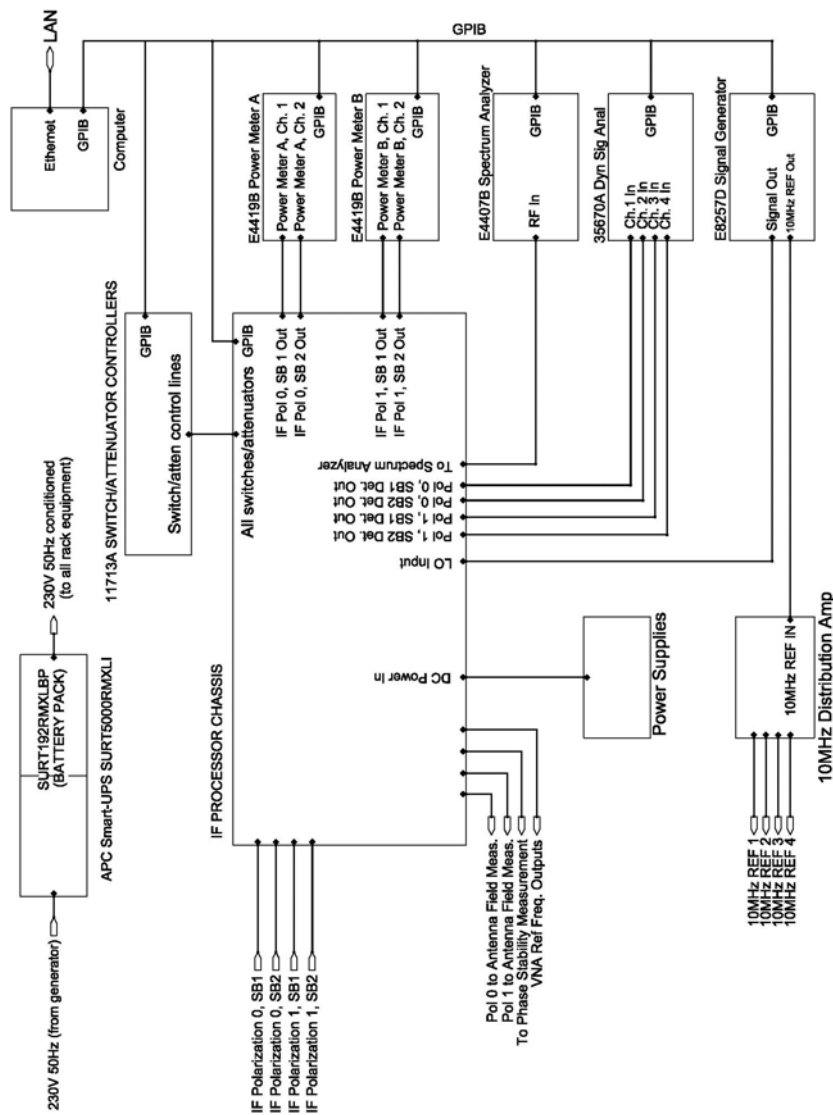 230V 50Hz (from generator)
SURT192RMXLBP
(BATTERY PACK)
APC Smart-UPS SURT5000RMXLI
230V 50Hz conditioned
(to all rack equipment)
11713A SWITCH/ATTENUATOR CONTROLLERS
GPIB
Switch/atten control lines
Ethernet
GPIB
Computer
LAN
GPIB
IF PROCESSOR CHASSIS
All switches/attenuators
GPIB
IF Pol 0, SB 1 Out
IF Pol 0, SB 2 Out
IF Pol 1, SB 1 Out
IF Pol 1, SB 2 Out
To Spectrum Analyzer
Pol 0, SB1 Det. Out
Pol 0, SB2 Det. Out
Pol 1, SB1 Det. Out
Pol 1, SB2 Det. Out
LO Input
DC Power In
IF Polarization 0, SB1
IF Polarization 0, SB2
IF Polarization 1, SB1
IF Polarization 1, SB2
E4419B Power Meter A
Power Meter A, Ch. 1
Power Meter A, Ch. 2
GPIB
E4419B Power Meter B
Power Meter B, Ch. 1
Power Meter B, Ch. 2
GPIB
E4407B Spectrum Analyzer
RF In
GPIB
35670A Dyn Sig Anal
Ch.1 In
Ch. 2 In
Ch. 3 In
Ch. 4 In
GPIB
E8257D Signal Generator
Signal Out
10MHz REF Out
GPIB
Pol 0 to Antenna Field Meas.
Pol 1 to Antenna Field Meas.
To Phase Stability Measurement
VNA Ref Freq. Outputs
Power Supplies
10MHz REF IN
10MHz Distribution Amp
10MHz REF 1
10MHz REF 2
10MHz REF 3
10MHz REF 4